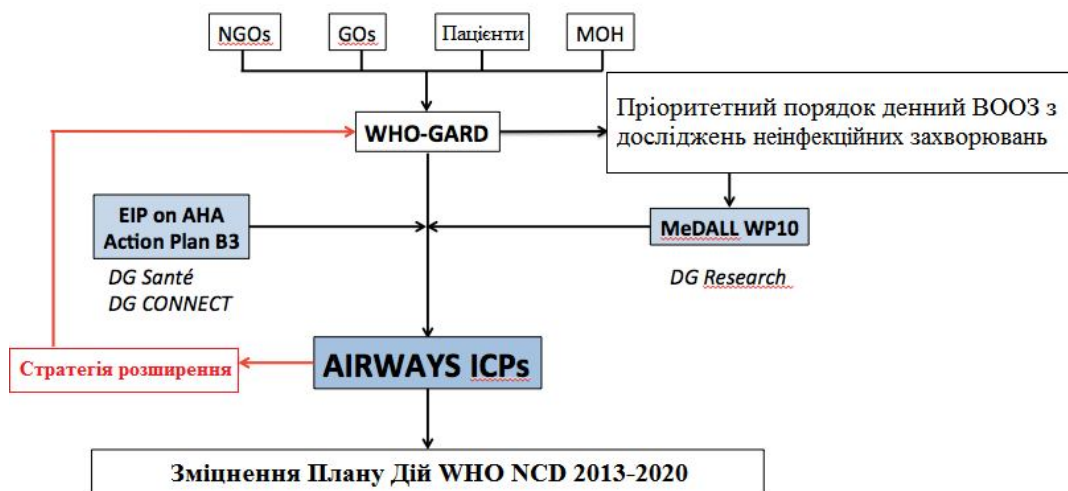 NGOs
GOs
Пацієнти
MOH
WHO-GARD
Пріоритетний порядок денний ВООЗ з
досліджень неінфекційних захворювань
EIP on AHA
Action Plan B3
DG Santé
DG CONNECT
MeDALL WP10
DG Research
AIRWAYS ICPs
Стратегія розширення
Зміцнення Плану Дій WHO NCD 2013-2020